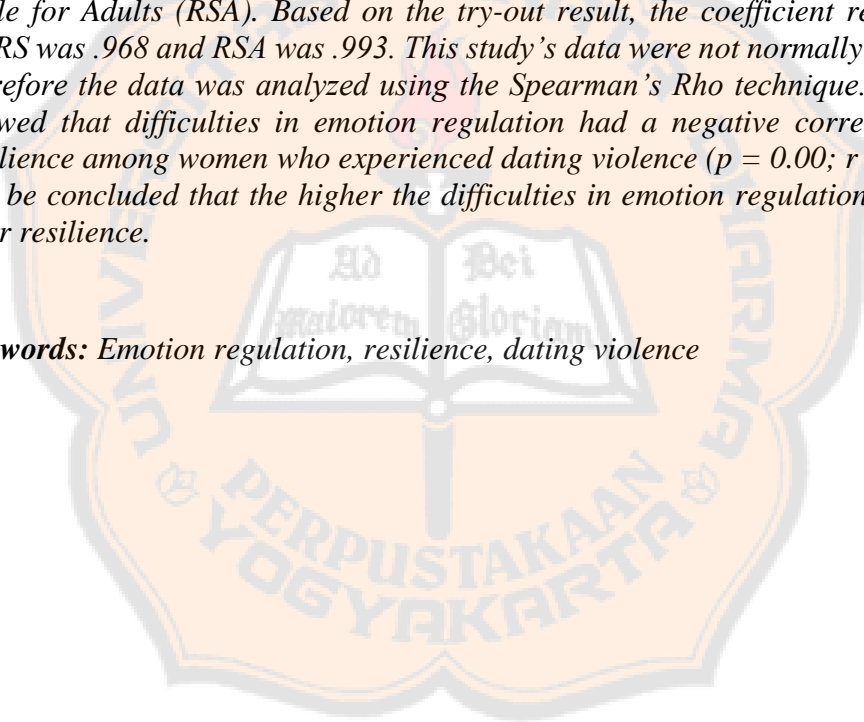 le for Adults (RSA). Based on the try-out result, the coefficient re
RS was .968 and RSA was .993. This study's data were not normally
refore the data was analyzed using the Spearman's Rho technique.
wed that difficulties in emotion regulation had a negative corre
lience among women who experienced dating violence (p = 0.00; r
be concluded that the higher the difficulties in emotion regulation
r resilience.
Ad Dei
maiorem Gloriam
words: Emotion regulation, resilience, dating violence
PERPUSTAKAAN
YOGYAKARTA